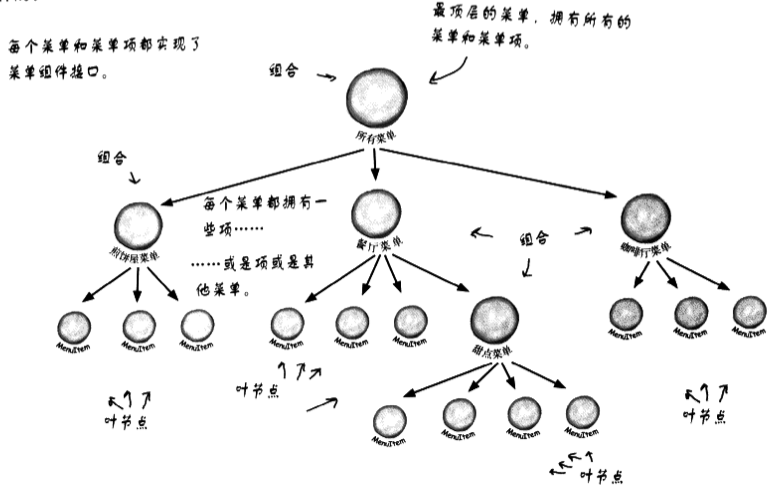 最顶层的菜单，拥有所有的
菜单和菜单项。
每个菜单和菜单项都实现了
菜单组件接口。
组合
所有菜单
组合
每个菜单都拥有一
些项……
……或是项或是其
他菜单。
煎饼屋菜单
餐厅菜单
组合
咖啡厅菜单
MenuItem
MenuItem
MenuItem
MenuItem
MenuItem
MenuItem
甜点菜单
MenuItem
MenuItem
MenuItem
叶节点
叶节点
叶节点
MenuItem
MenuItem
MenuItem
MenuItem
叶节点